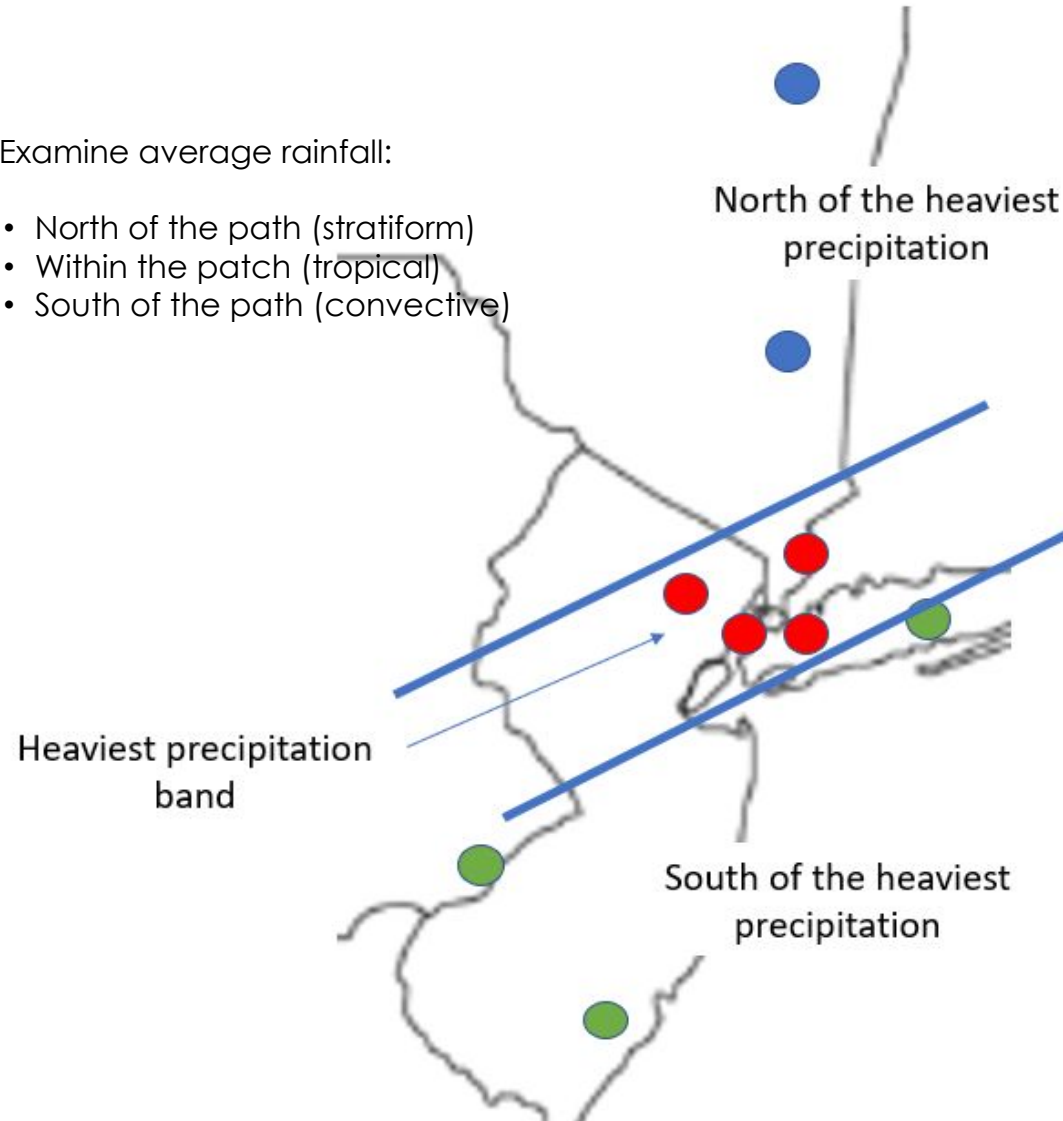 Examine average rainfall:
• North of the path (stratiform)
• Within the patch (tropical)
• South of the path (convective)
North of the heaviest
precipitation
Heaviest precipitation
band
South of the heaviest
precipitation